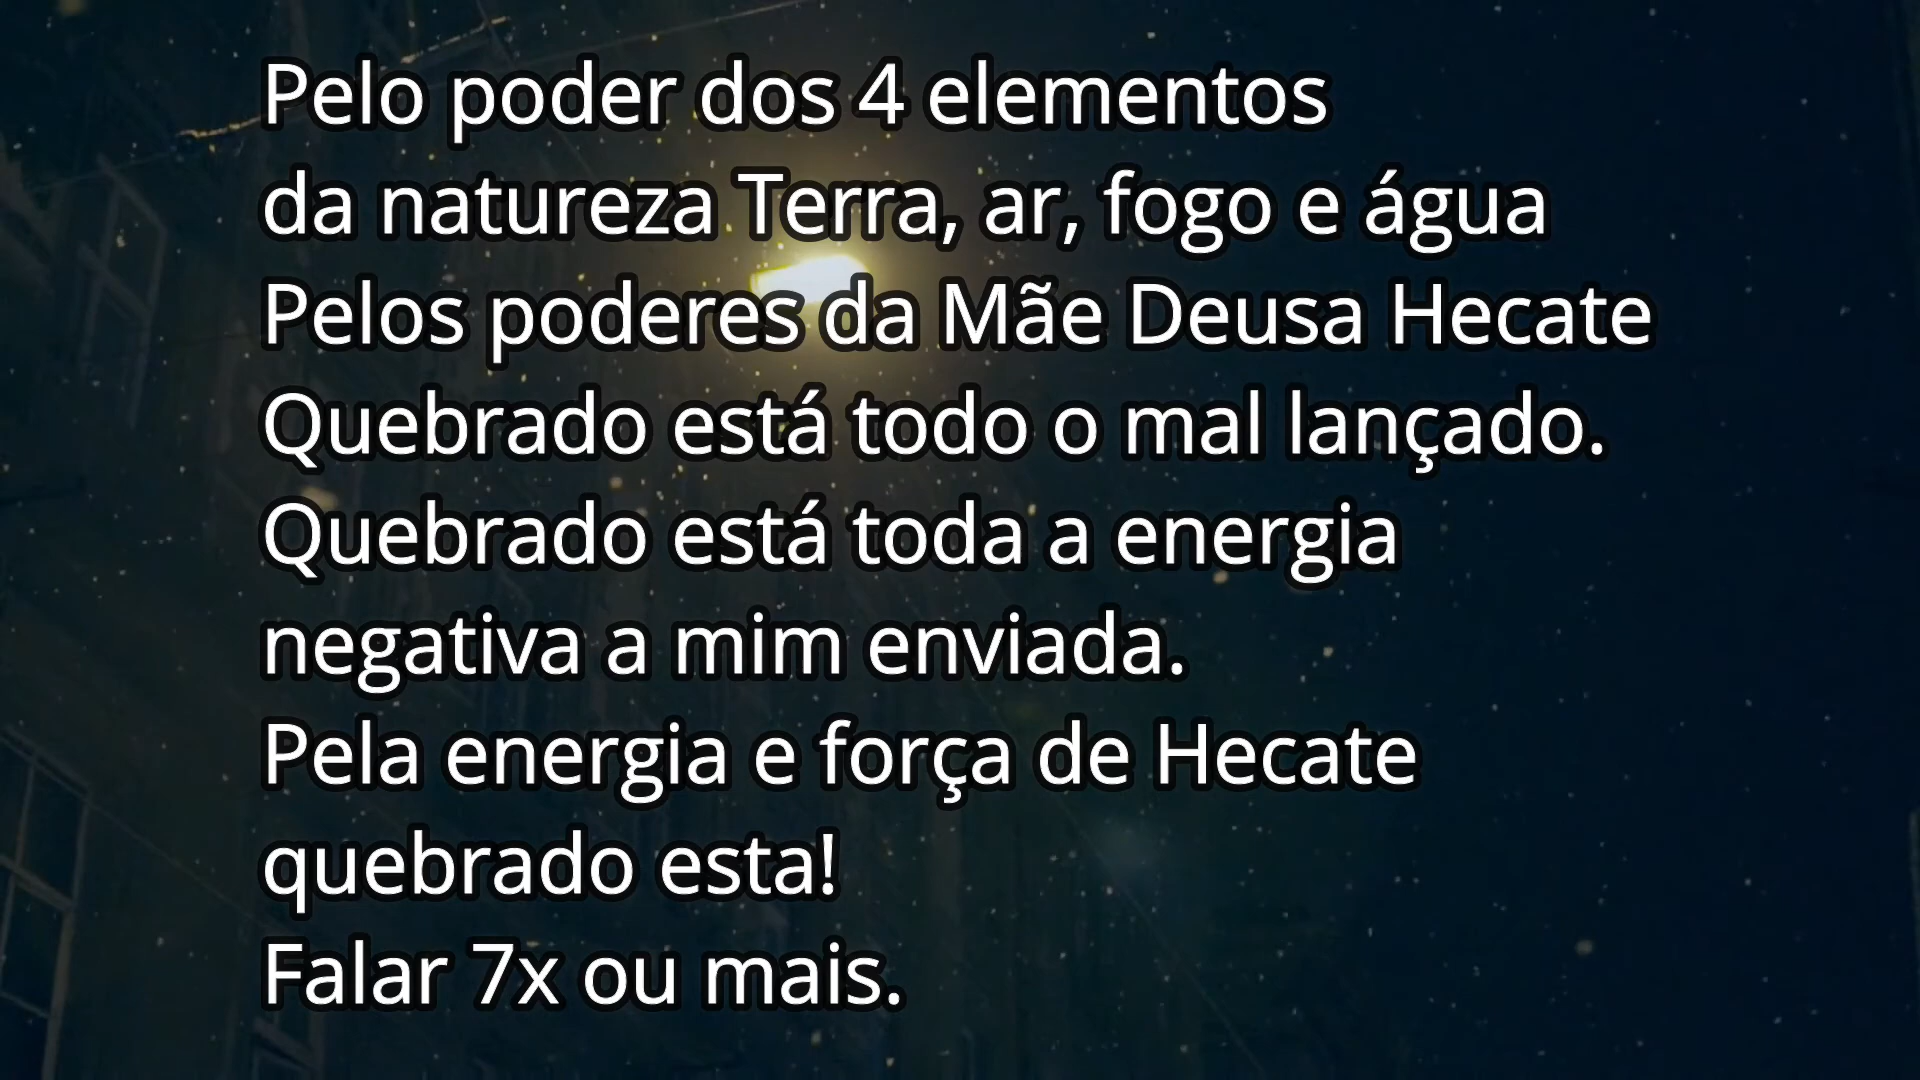 Pelo poder dos 4 elementos
da natureza Terra, ar, fogo e água
Pelos poderes da Mãe Deusa Hecate
Quebrado está todo o mal lançado.
Quebrado está toda a energia
negativa a mim enviada.
Pela energia e força de Hecate
quebrado esta!
Falar 7x ou mais.